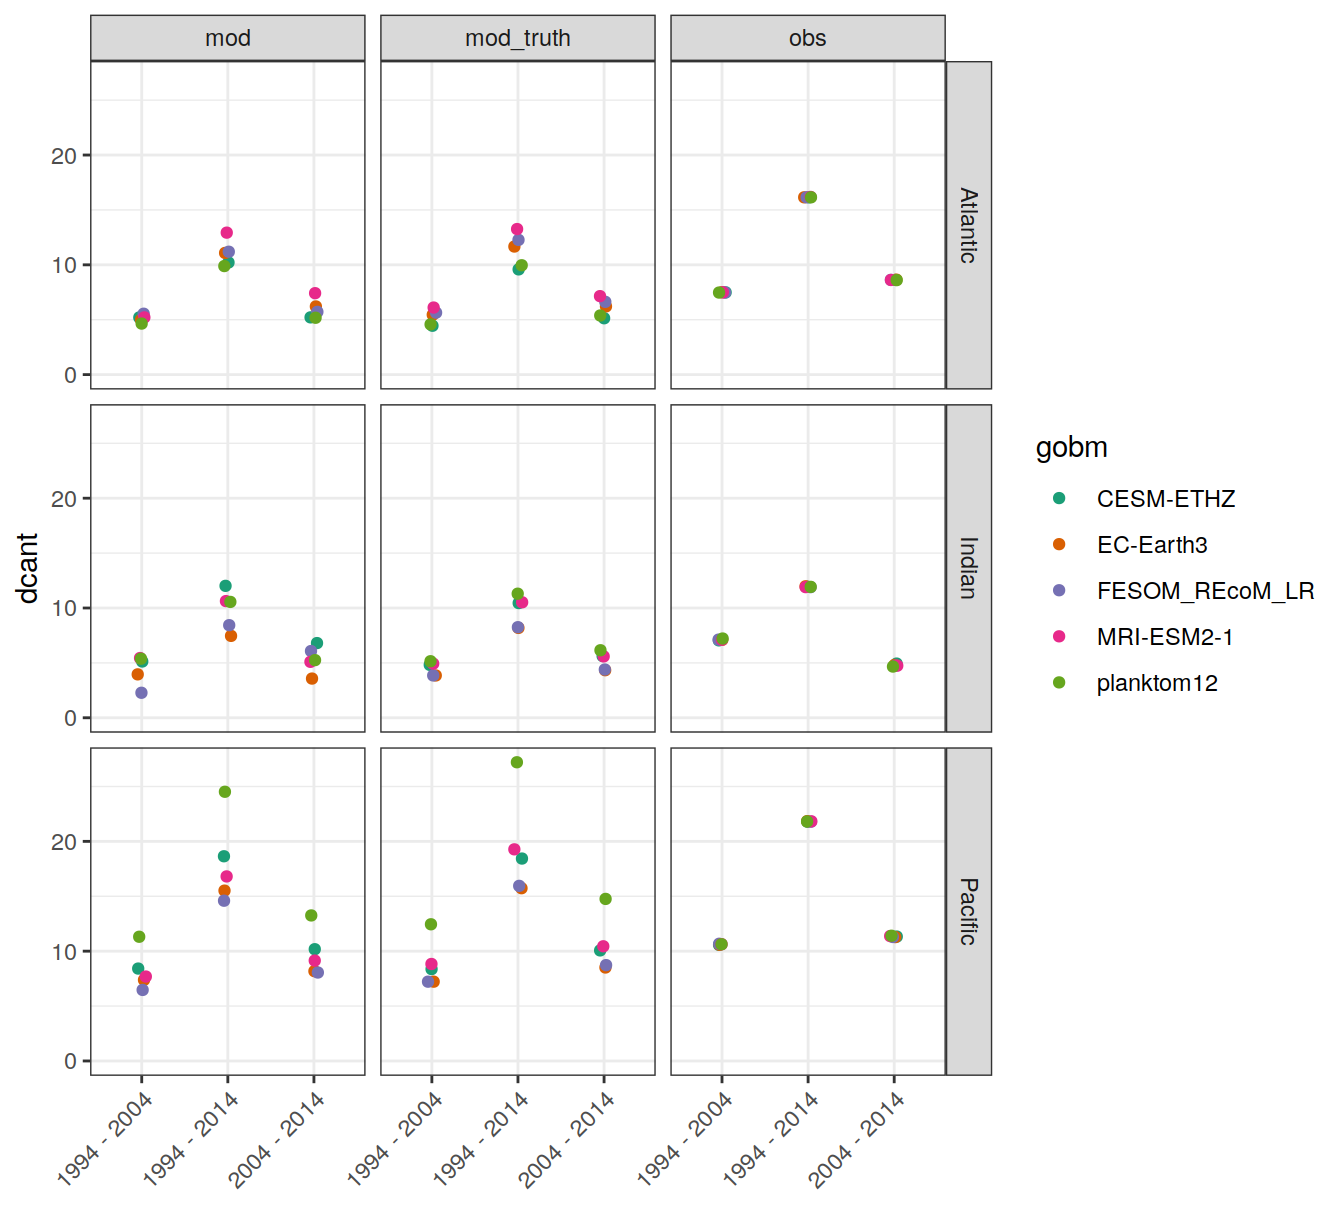 mod
mod_truth
obs
dcant
20
10
0
Atlantic
20
10
0
Indian
20
10
0
Pacific
1994 - 2004
1994 - 2014
2004 - 2014
1994 - 2004
1994 - 2014
2004 - 2014
1994 - 2004
1994 - 2014
2004 - 2014
gobm
CESM-ETHZ
EC-Earth3
FESOM_REcoM_LR
MRI-ESM2-1
planktom12